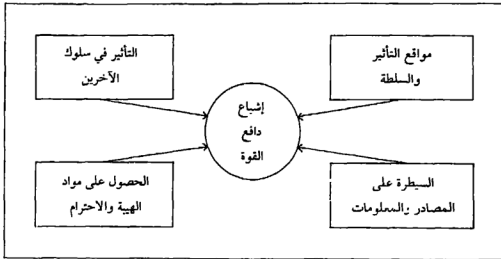 مواقع التأثير
والسلطة
التأثير في سلوك
الآخرين
إشباع
دافع
القوة
السيطرة على
المصادر والمعلومات
الحصول على مواد
الهيبة والاحترام